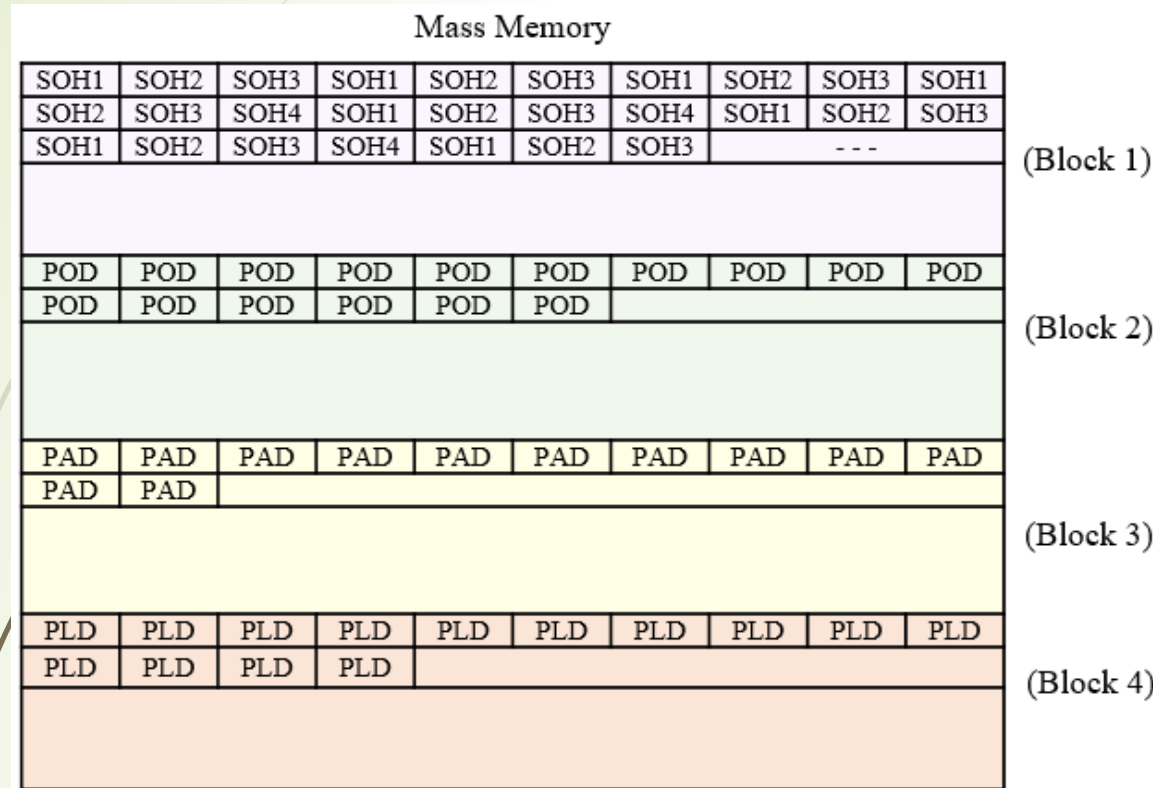 Mass Memory
SOH1 SOH2 SOH3 SOH1 SOH2 SOH3 SOH1 SOH2 SOH3 SOH1
SOH2 SOH3 SOH4 SOH1 SOH2 SOH3 SOH4 SOH1 SOH2 SOH3
SOH1 SOH2 SOH3 SOH4 SOH1 SOH2 SOH3 - - -
(Block 1)
POD POD POD POD POD POD POD POD POD POD
POD POD POD POD POD POD
(Block 2)
PAD PAD PAD PAD PAD PAD PAD PAD PAD PAD
PAD PAD
(Block 3)
PLD PLD PLD PLD PLD PLD PLD PLD PLD PLD
PLD PLD PLD PLD
(Block 4)